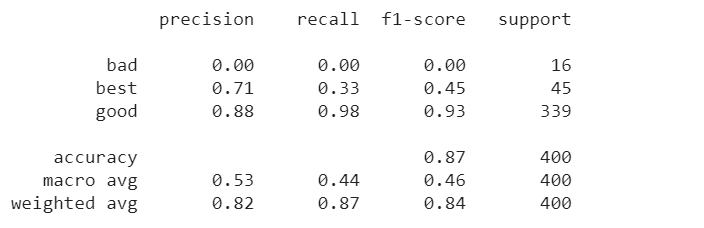 precision recall f1-score support
bad 0.00 0.00 0.00 16
best 0.71 0.33 0.45 45
good 0.88 0.98 0.93 339
accuracy 0.87 400
macro avg 0.53 0.44 0.46 400
weighted avg 0.82 0.87 0.84 400